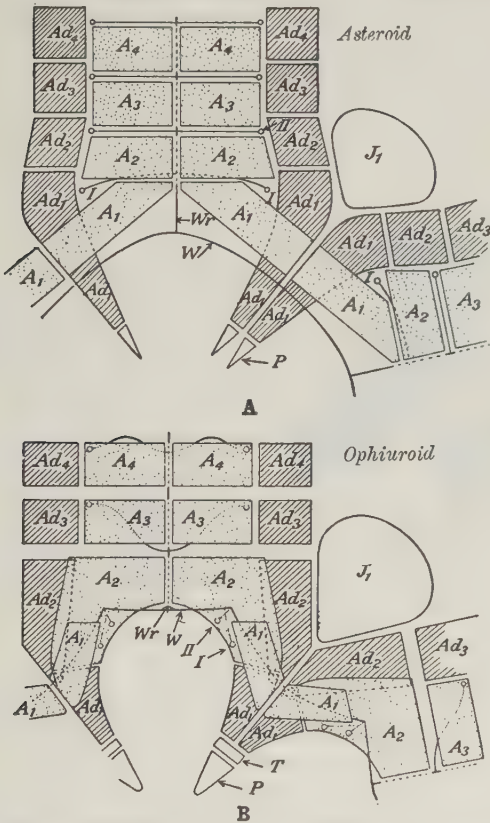 Asteroid
Ad₄ A₄ A₄ Ad₄
Ad₃ A₃ A₃ Ad₃
Ad₂ A₂ II A₂ Ad₂ J₁
Ad₁ I I Ad₁
A₁ Wr A₁ Ad₁ Ad₂ Ad₃
W
A₁ Ad₁ Ad₁ Ad₁ A₁ I A₂ A₃
P
A
Ophiuroid
Ad₄ A₄ A₄ Ad₄
Ad₃ A₃ A₃ Ad₃
Ad₂ A₂ A₂ Ad₂ J₁
A₁ Wr W II I A₁ Ad₂ Ad₃
A₁ Ad₁ Ad₁ Ad₁ A₁ A₂ A₃
T
P
B